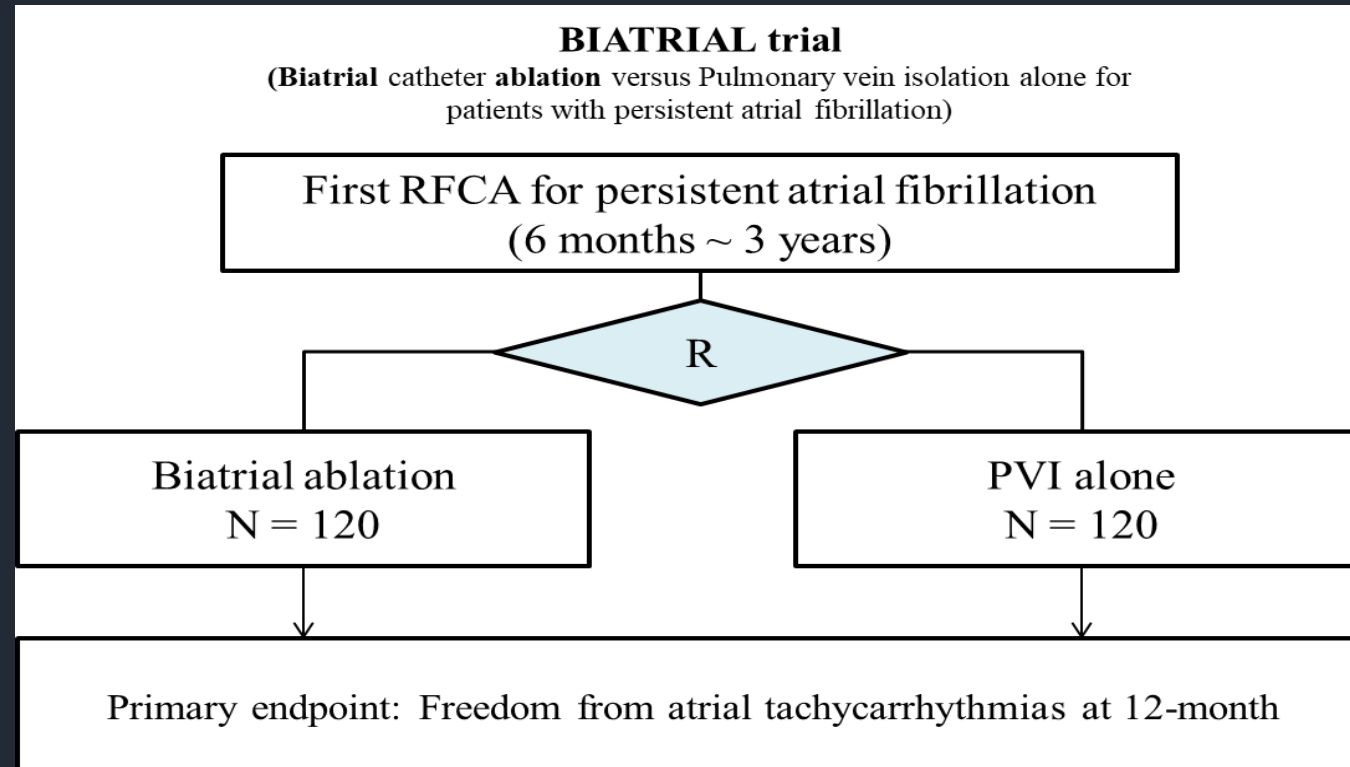 BIATRIAL trial
(Biatrial catheter ablation versus Pulmonary vein isolation alone for
patients with persistent atrial fibrillation)
First RFCA for persistent atrial fibrillation
(6 months ~ 3 years)
R
Biatrial ablation
N = 120
PVI alone
N = 120
Primary endpoint: Freedom from atrial tachycarrhythmias at 12-month